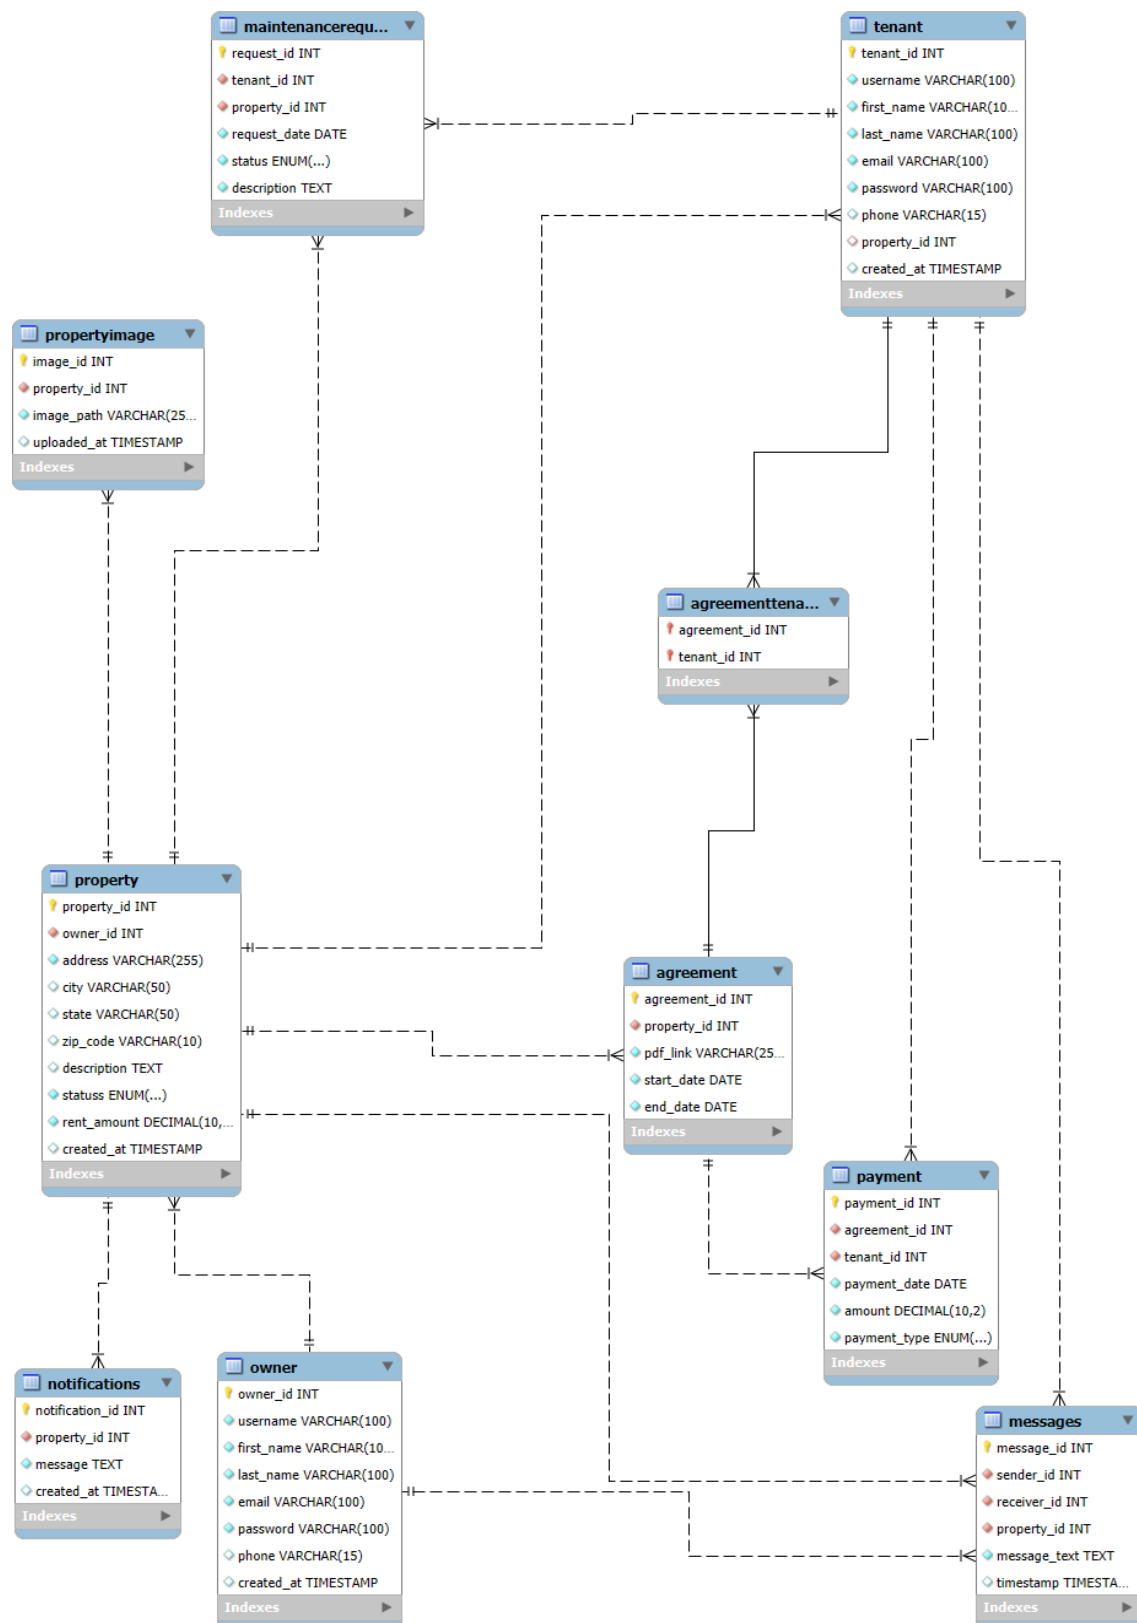 maintenancerequ...
request_id INT
tenant_id INT
property_id INT
request_date DATE
status ENUM(...)
description TEXT
Indexes
tenant
tenant_id INT
username VARCHAR(100)
first_name VARCHAR(10...
last_name VARCHAR(100)
email VARCHAR(100)
password VARCHAR(100)
phone VARCHAR(15)
property_id INT
created_at TIMESTAMP
Indexes
propertyimage
image_id INT
property_id INT
image_path VARCHAR(25...
uploaded_at TIMESTAMP
Indexes
agreementtena...
agreement_id INT
tenant_id INT
Indexes
property
property_id INT
owner_id INT
address VARCHAR(255)
city VARCHAR(50)
state VARCHAR(50)
zip_code VARCHAR(10)
description TEXT
statuss ENUM(...)
rent_amount DECIMAL(10,...
created_at TIMESTAMP
Indexes
agreement
agreement_id INT
property_id INT
pdf_link VARCHAR(25...
start_date DATE
end_date DATE
Indexes
payment
payment_id INT
agreement_id INT
tenant_id INT
payment_date DATE
amount DECIMAL(10,2)
payment_type ENUM(...)
Indexes
notifications
notification_id INT
property_id INT
message TEXT
created_at TIMESTA...
Indexes
owner
owner_id INT
username VARCHAR(100)
first_name VARCHAR(10...
last_name VARCHAR(100)
email VARCHAR(100)
password VARCHAR(100)
phone VARCHAR(15)
created_at TIMESTAMP
Indexes
messages
message_id INT
sender_id INT
receiver_id INT
property_id INT
message_text TEXT
timestamp TIMESTA...
Indexes